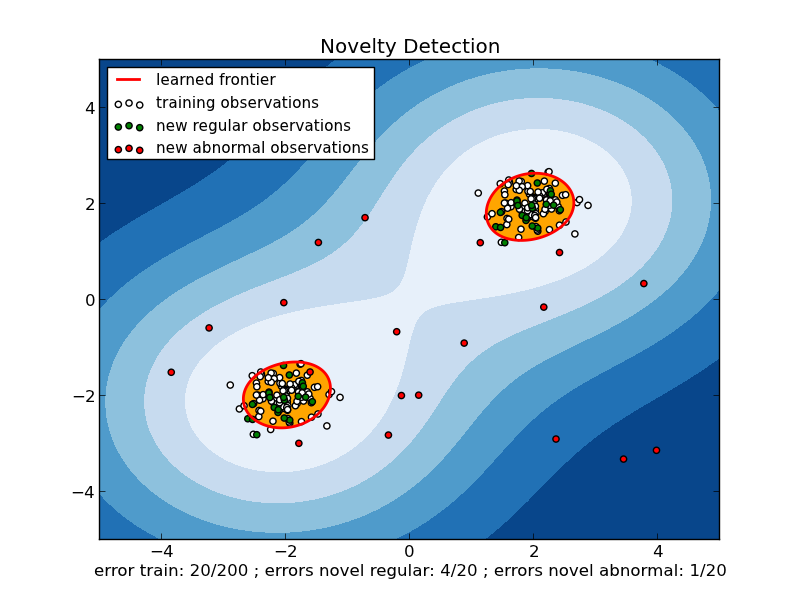 Novelty Detection
learned frontier
training observations
new regular observations
new abnormal observations
4
2
0
−2
−4
−4 −2 0 2 4
error train: 20/200 ; errors novel regular: 4/20 ; errors novel abnormal: 1/20